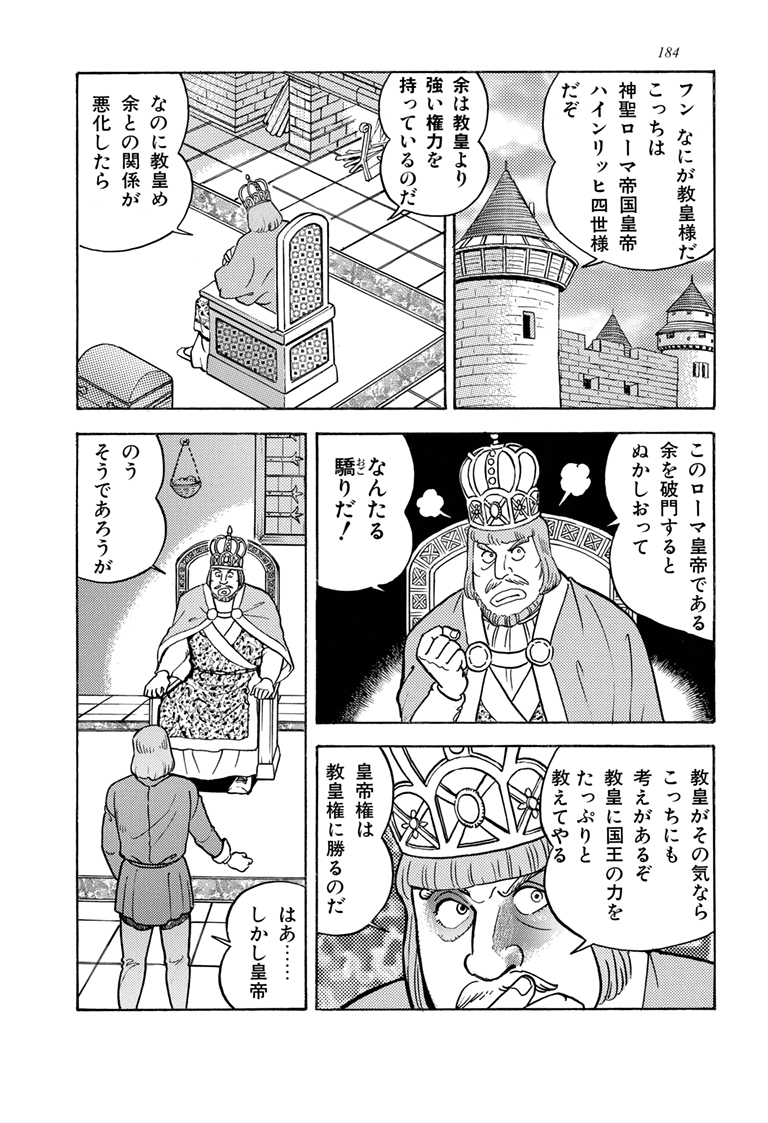 184
フン なにが教皇様だ
こっちは
神聖ローマ帝国皇帝
ハインリッヒ四世様
だぞ
余は教皇より
強い権力を
持っているのだ
なのに教皇め
余との関係が
悪化したら
このローマ皇帝である
余を破門すると
ぬかしおって
なんたる
驕りだ!
おご
のう
そうであろうが
はあ……
しかし皇帝
教皇がその気なら
こっちにも
考えがあるぞ
教皇に国王の力を
たっぷりと
教えてやる
皇帝権は
教皇権に勝るのだ